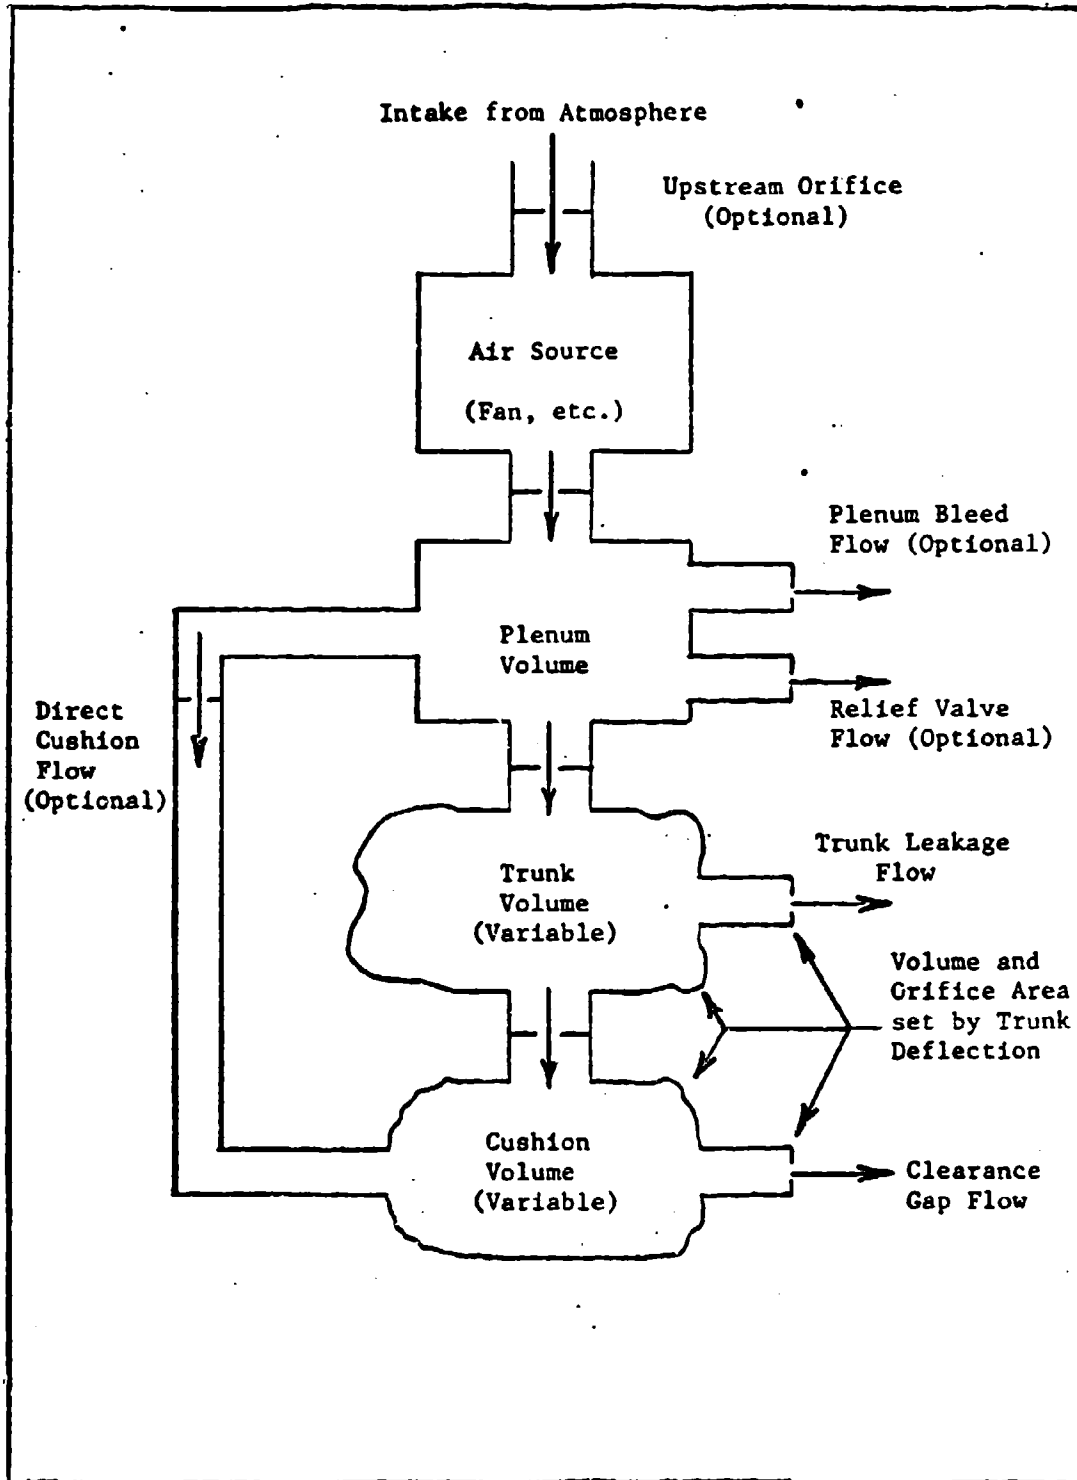 Intake from Atmosphere
Upstream Orifice
(Optional)
Air Source
(Fan, etc.)
Plenum Bleed
Flow (Optional)
Plenum
Volume
Relief Valve
Flow (Optional)
Direct
Cushion
Flow
(Optional)
Trunk Leakage
Flow
Trunk
Volume
(Variable)
Volume and
Orifice Area
set by Trunk
Deflection
Cushion
Volume
(Variable)
Clearance
Gap Flow